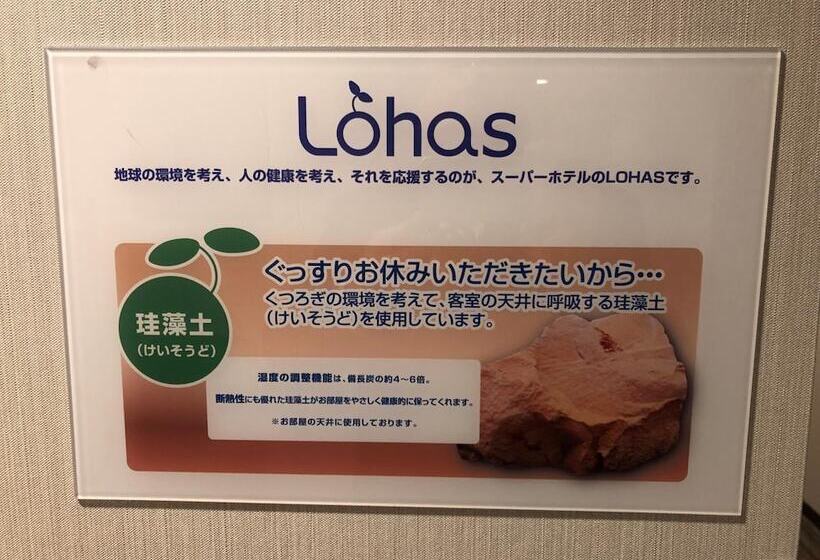 Lohas
地球の環境を考え、人の健康を考え、それを応援するのが、スーパーホテルのLOHASです。
珪藻土
(けいそうど)
ぐっすりお休みいただきたいから…
くつろぎの環境を考えて、客室の天井に呼吸する珪藻土
(けいそうど)を使用しています。
湿度の調整機能は、備長炭の約4〜6倍。
断熱性にも優れた珪藻土がお部屋をやさしく健康的に保ってくれます。
※お部屋の天井に使用しております。